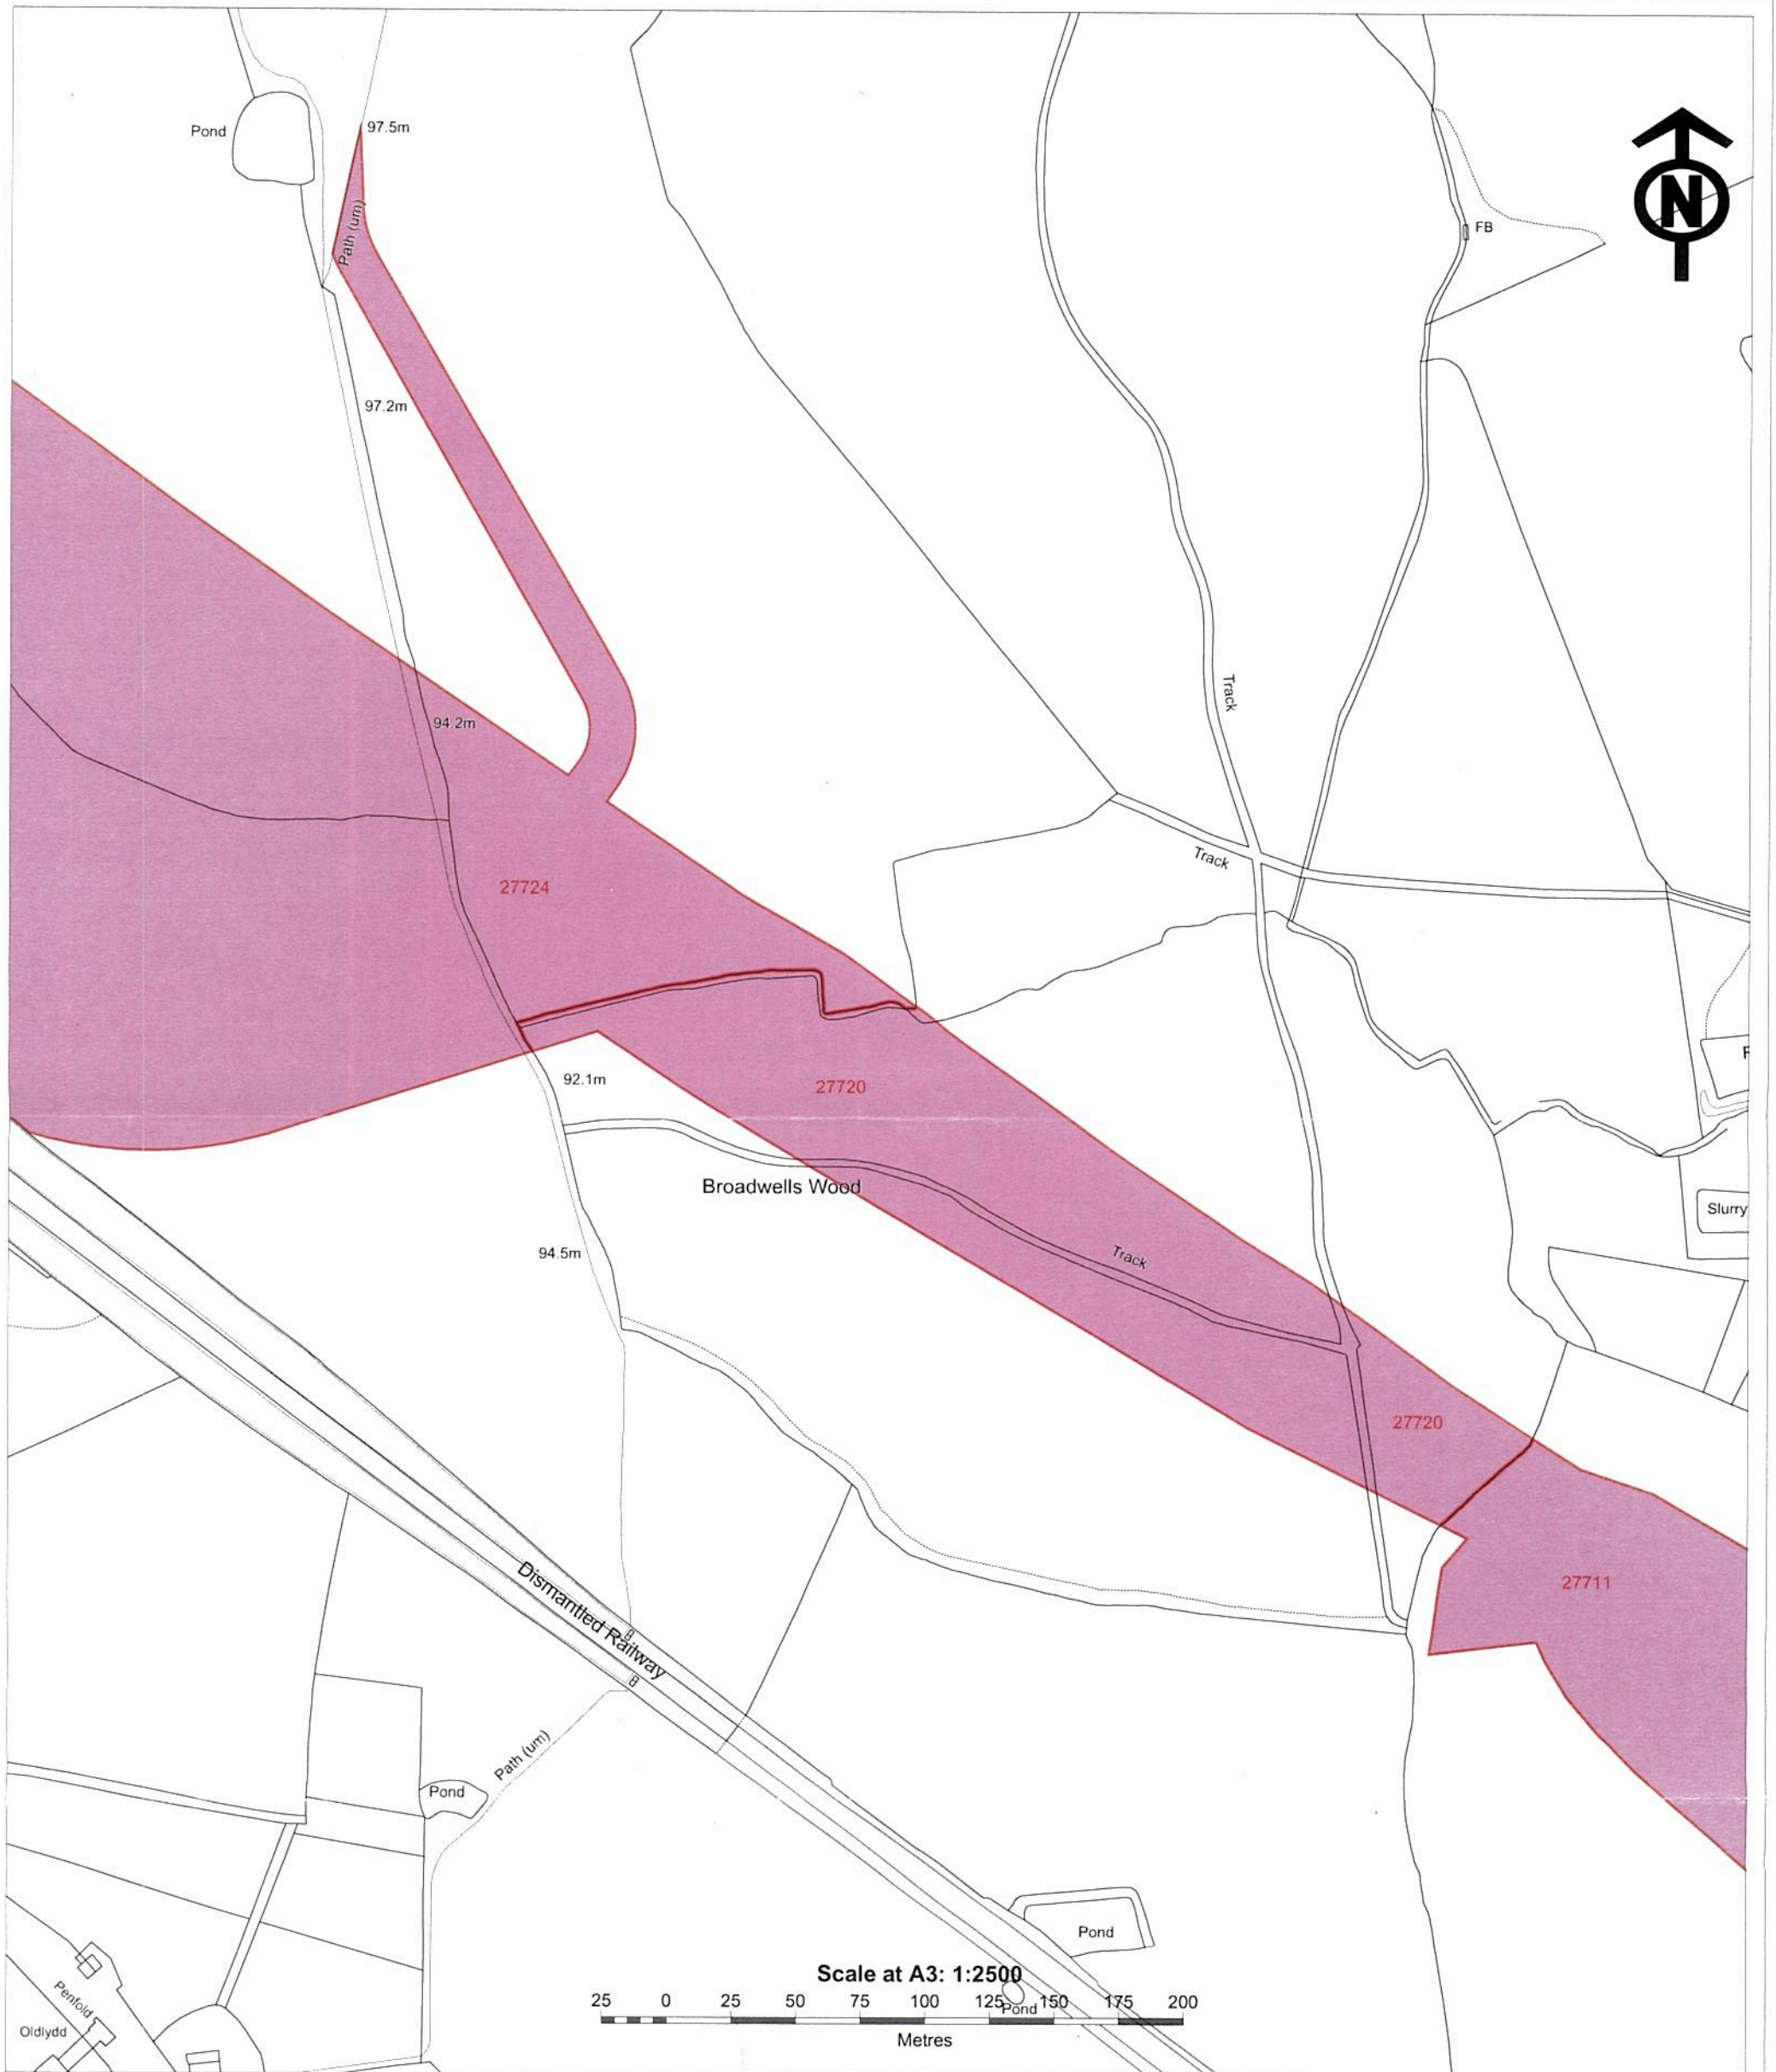 Pond
97.5m
N
Path (um)
FB
97.2m
Track
94.2m
Track
27724
92.1m
27720
Broadwells Wood
Slurry
94.5m
Track
27720
27711
Dismantled Railway
Path (um)
Pond
Pond
Scale at A3: 1:2500
25 0 25 50 75 100 125 150 175 200
Pond
Metres
Penfold
Oldlydd